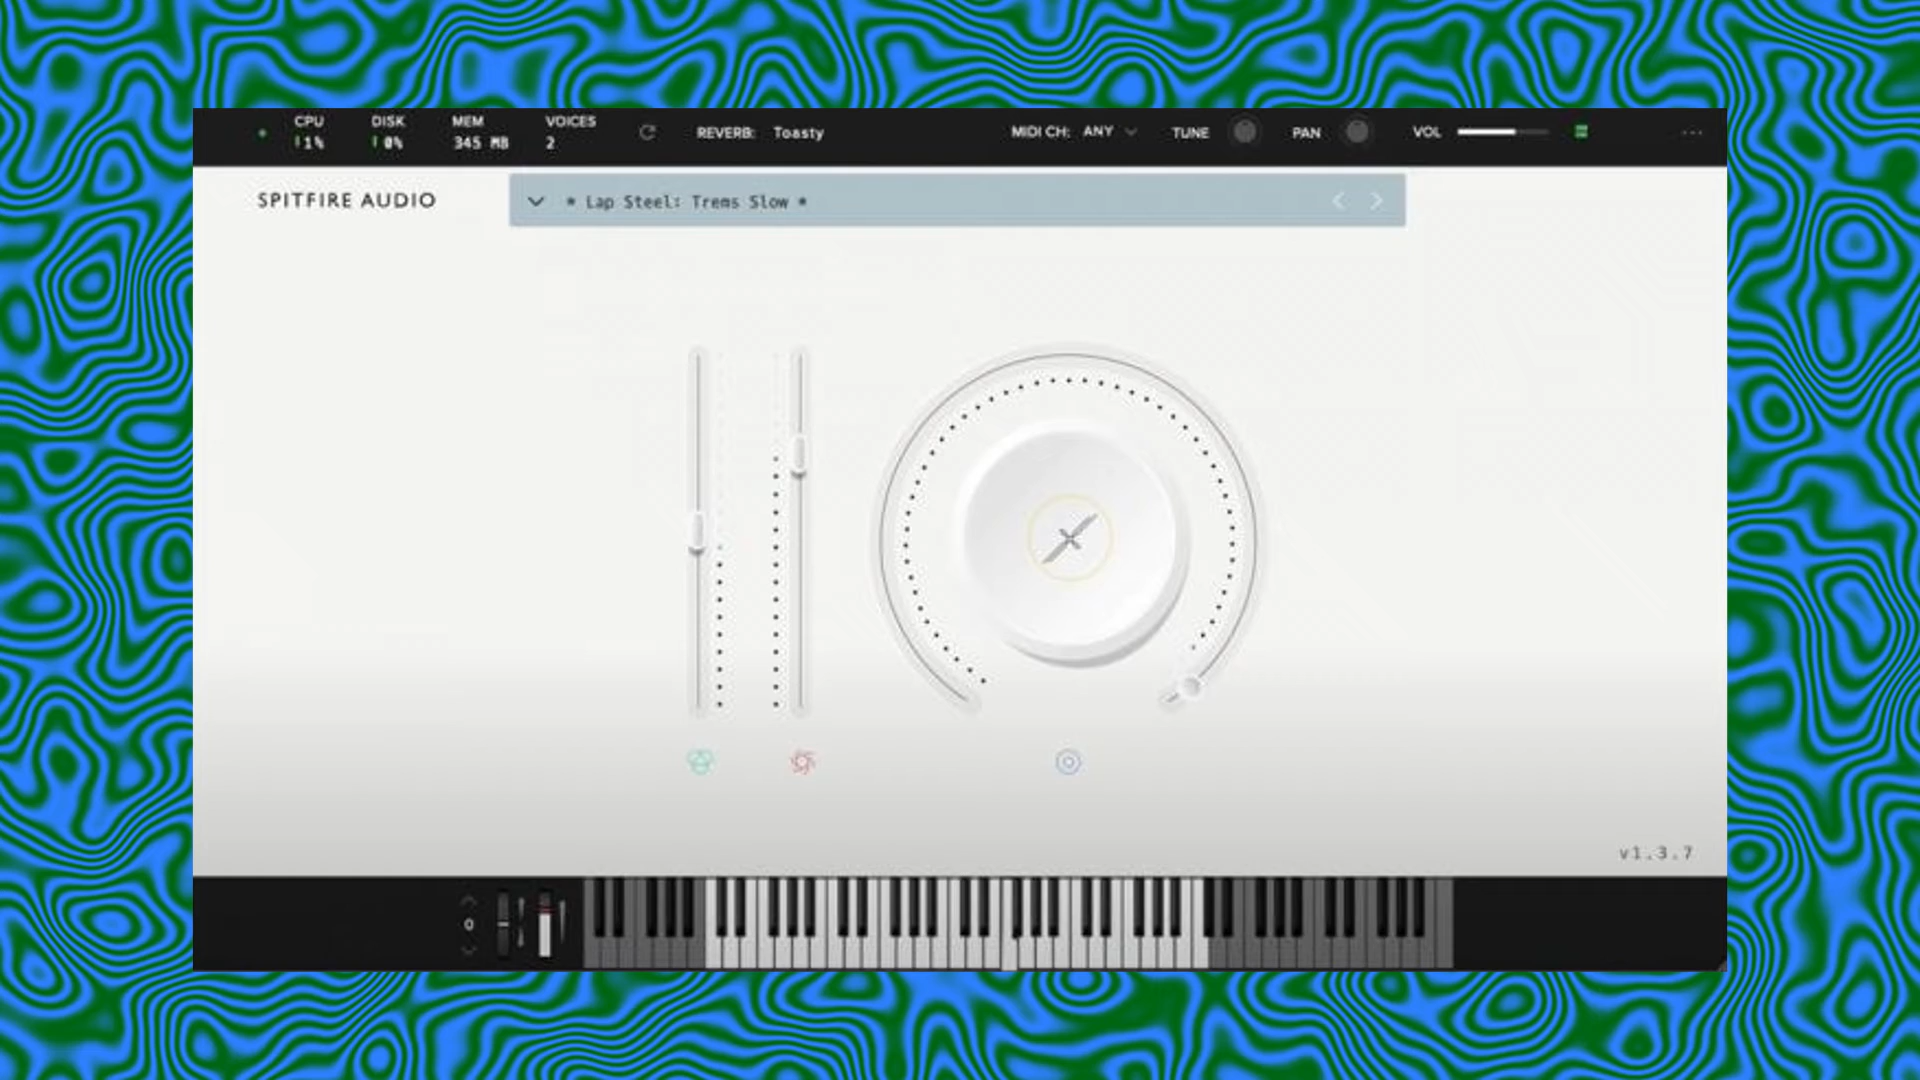 CPU DISK MEM VOICES
1% 0% 345 MB 2
REVERB: Toasty MIDI CH: ANY TUNE PAN VOL
SPITFIRE AUDIO
* Lap Steel: Trems Slow *
v1.3.7
0